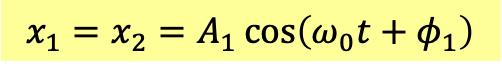 x₁ = x₂ = A₁ cos(ω₀t + ϕ₁)